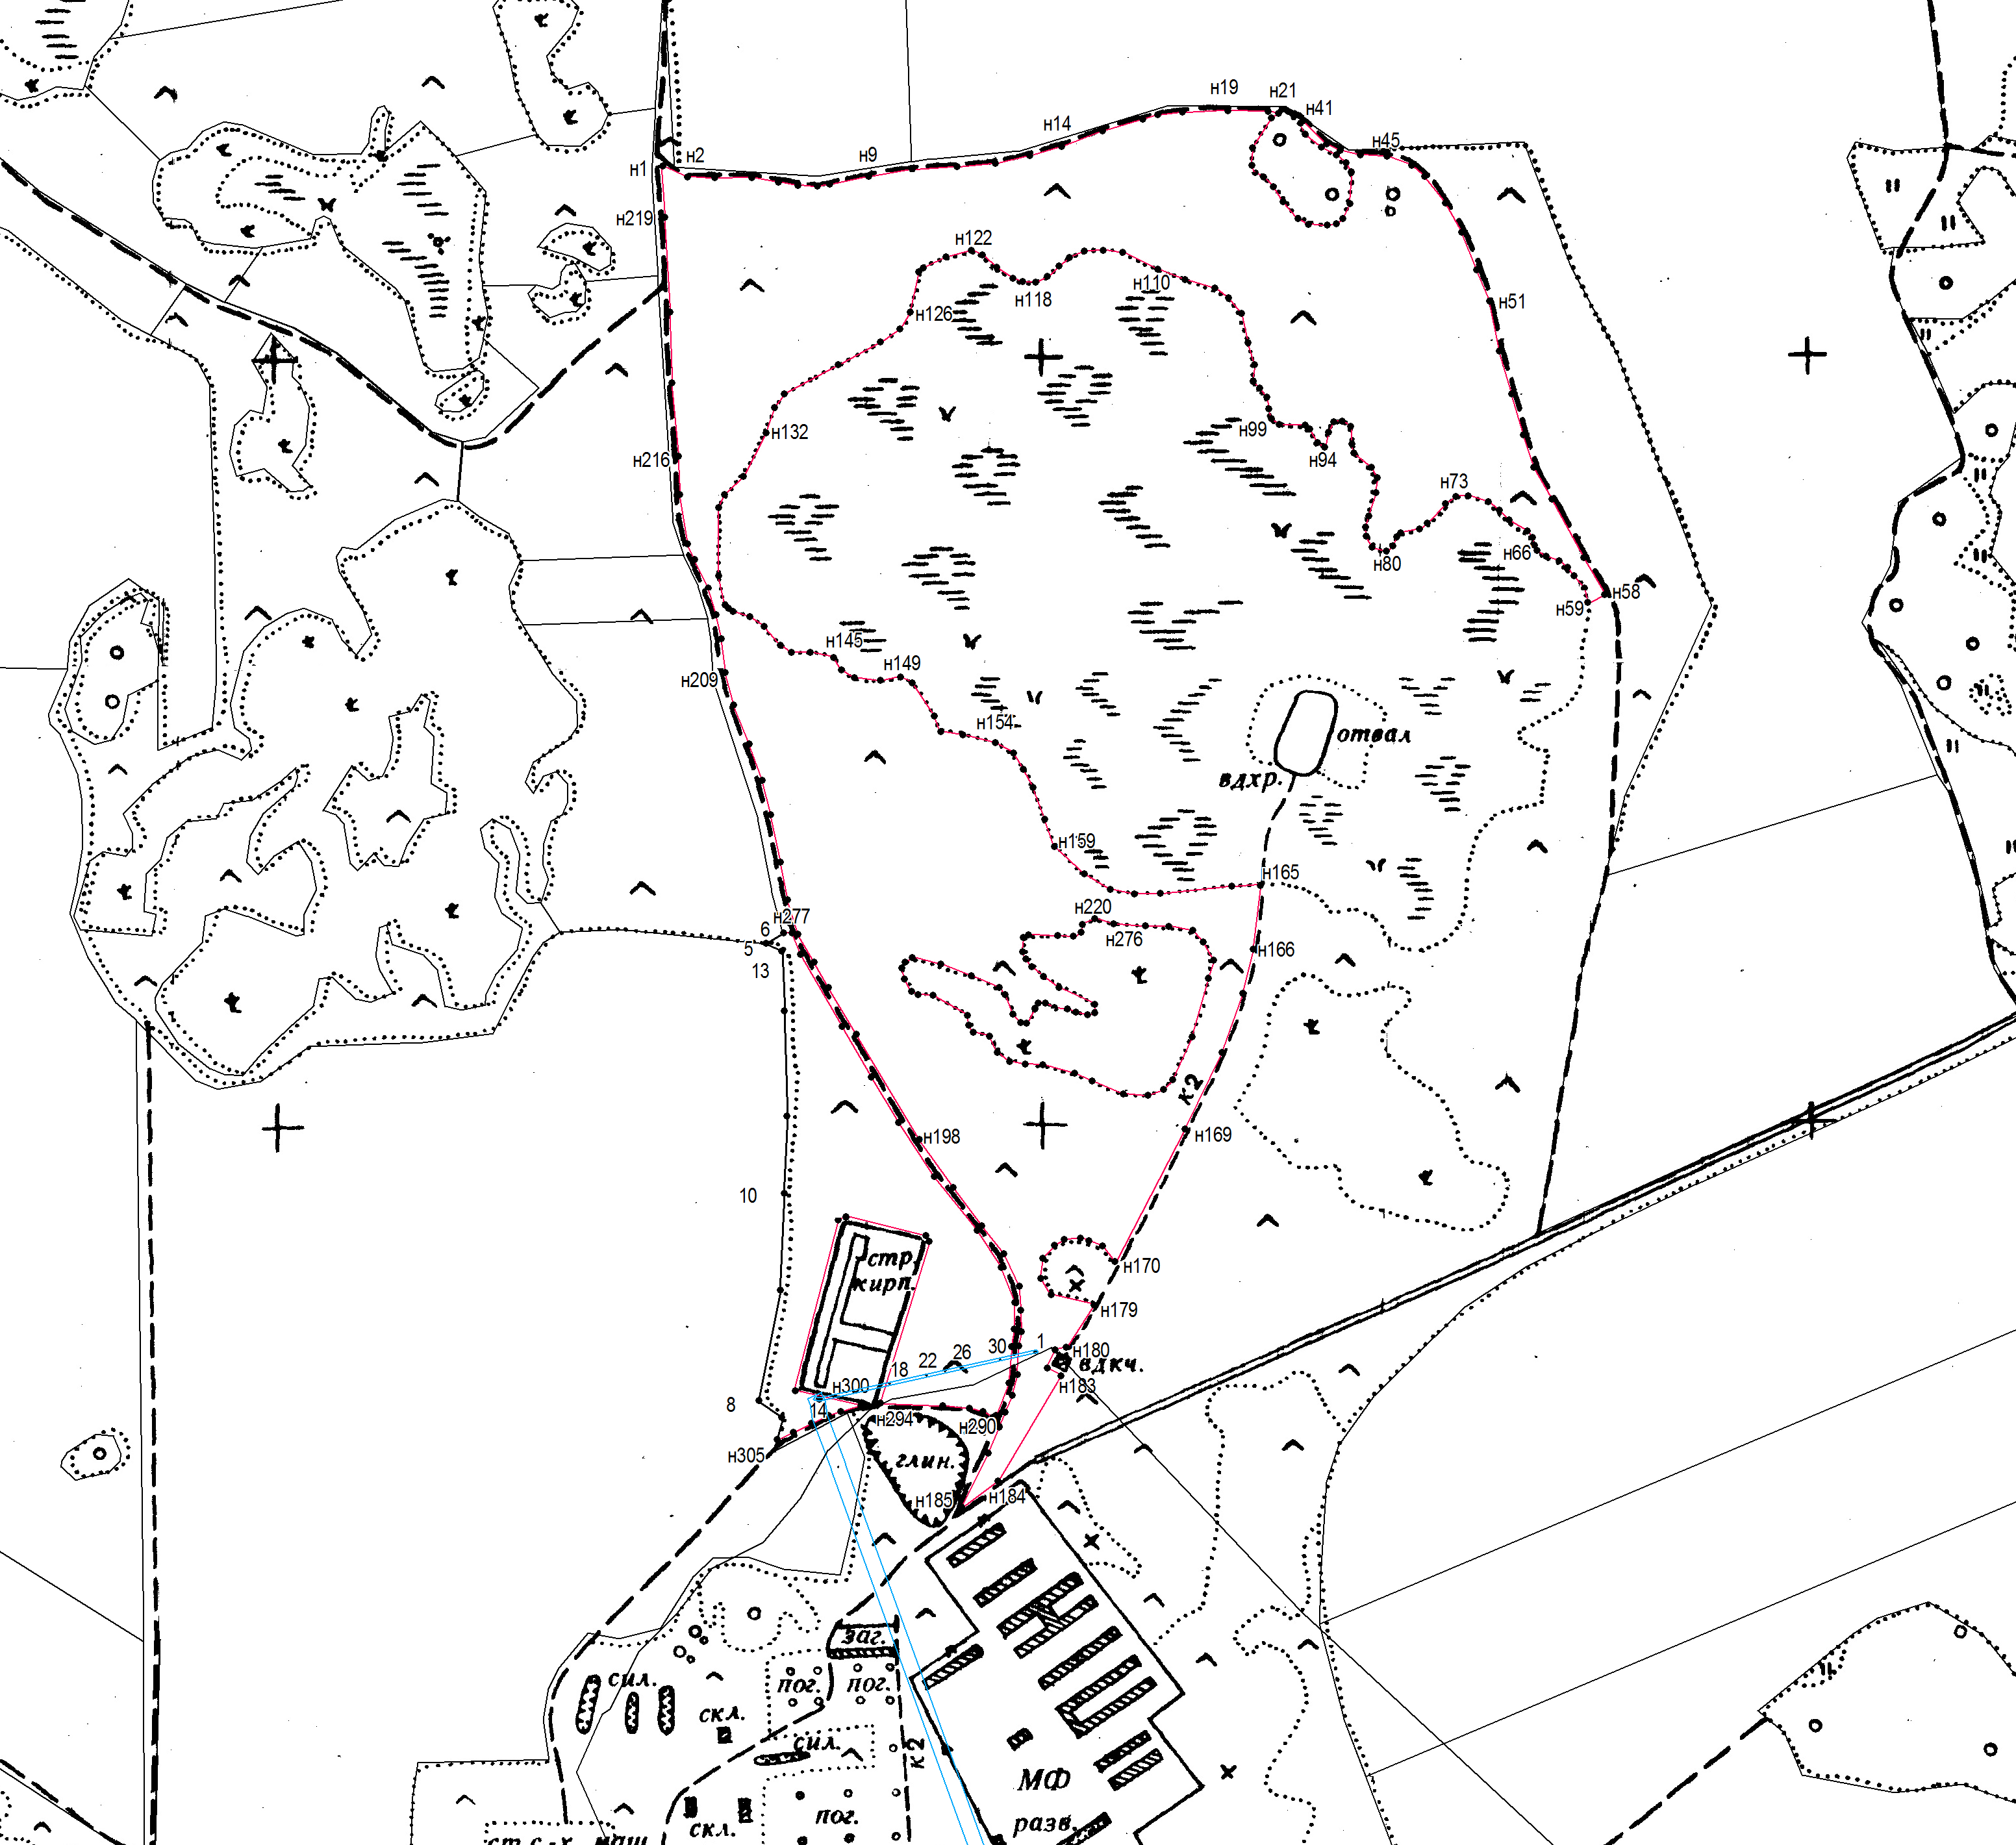 н19
н21
н41
н14
н45
н2
н9
н1
н219
н122
н118
н110
н51
н126
н99
н94
н132
н216
н73
н66
н80
н58
н59
н145
н149
н209
н154
отвал
вдхр.
н159
н165
н220
н277
6
5
н276
н166
13
к2
н169
н198
10
н170
стр.
кирп.
н179
1
30
н180
26
22
18
вдкч.
н183
н300
8
14
н294
н290
н305
глин.
н185
н184
заг.
сил.
пог.
пог.
скл.
сил.
к2
МФ
разв.
пог.
скл.
ст с-х. маш.